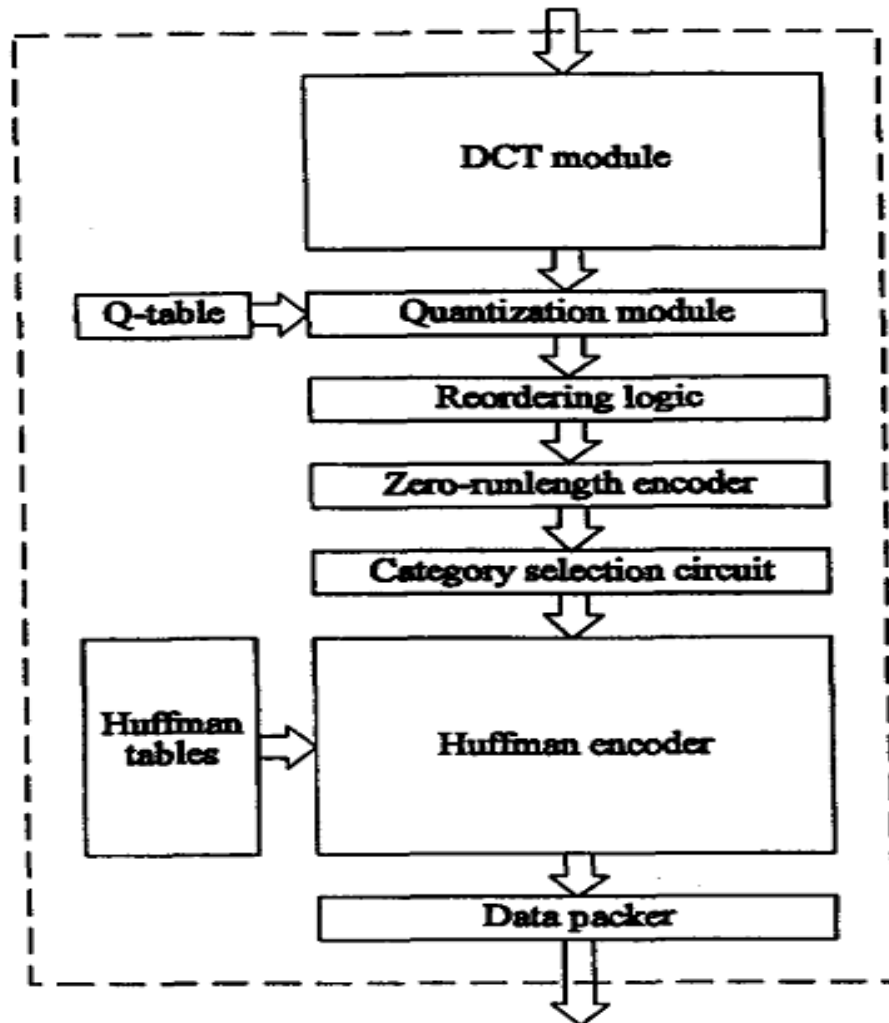 DCT module
Q-table
Quantization module
Reordering logic
Zero-runlength encoder
Category selection circuit
Huffman
tables
Huffman encoder
Data packer